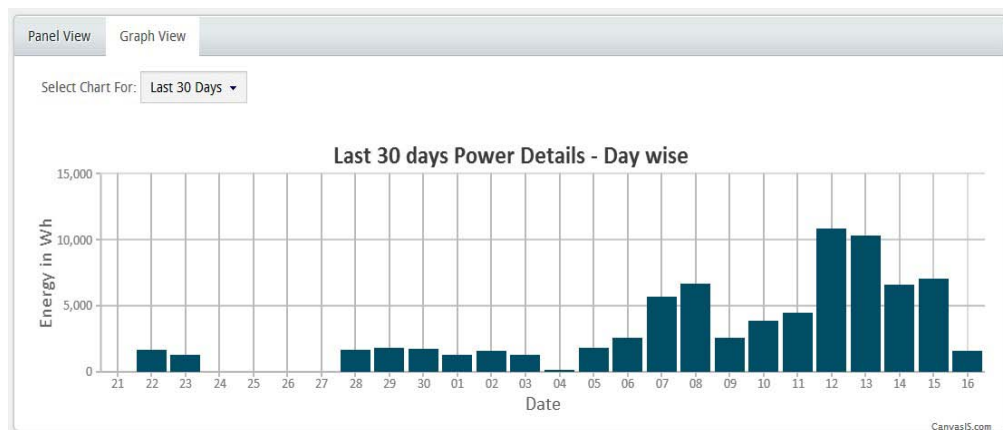 Panel View Graph View
Select Chart For: Last 30 Days
Last 30 days Power Details - Day wise
Energy in Wh
15,000
10,000
5,000
0
21 22 23 24 25 26 27 28 29 30 01 02 03 04 05 06 07 08 09 10 11 12 13 14 15 16
Date
CanvasJS.com